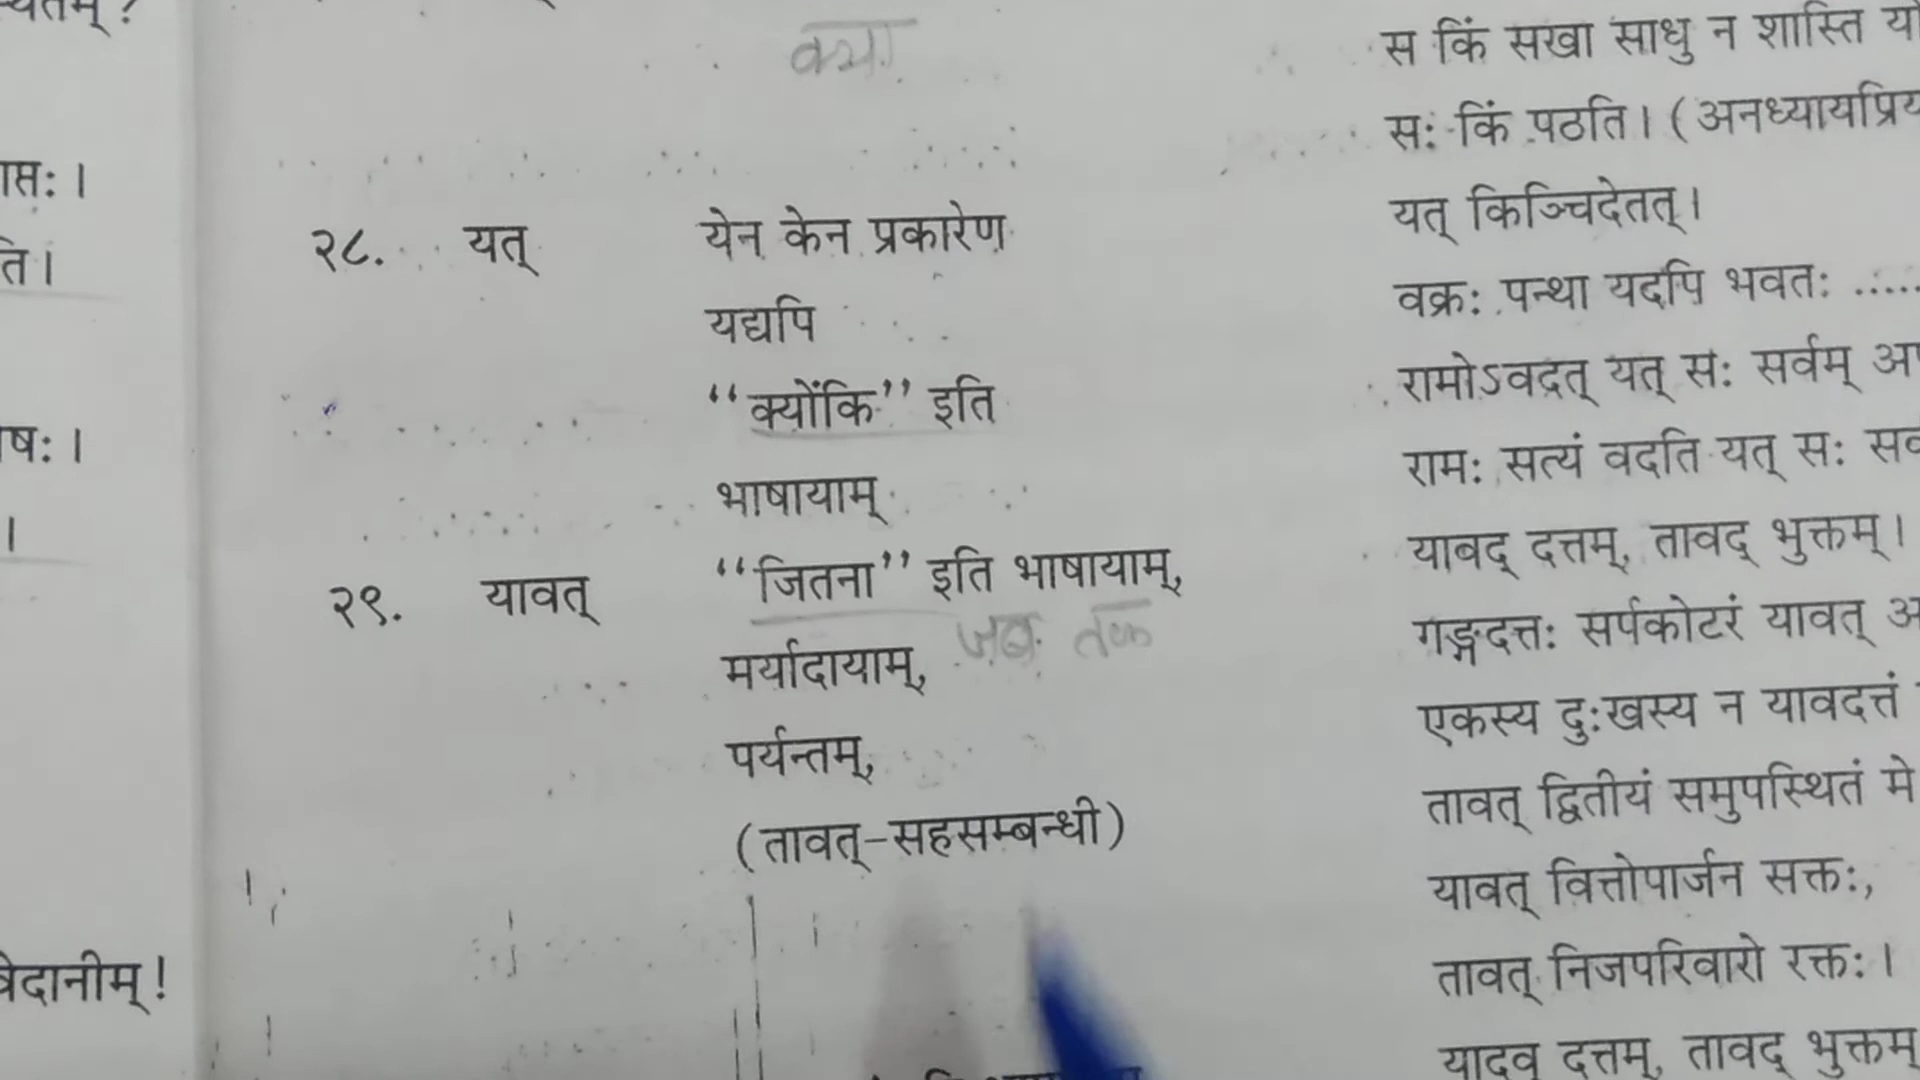 क्या
स किं सखा साधु न शास्ति
सः किं पठति। (अनध्यायप्रिय
२८. यत् येन केन प्रकारेण यत् किञ्चिदेतत्।
यद्यपि वक्रः पन्था यदपि भवतः .....
“क्योंकि” इति रामोऽवदत् यत् सः सर्वम्
भाषायाम् रामः सत्यं वदति यत् सः
२९. यावत् “जितना” इति भाषायाम्, यावद् दत्तम्, तावद् भुक्तम्।
जब तक
मर्यादायाम्, गङ्गदत्तः सर्पकोटरं यावत्
पर्यन्तम्, एकस्य दुःखस्य न यावदत्तं
(तावत्-सहसम्बन्धी) तावत् द्वितीयं समुपस्थितं मे
यावत् वित्तोपार्जन सक्तः,
तावत् निजपरिवारो रक्तः।
यादव दत्तम्, तावद् भुक्तम्